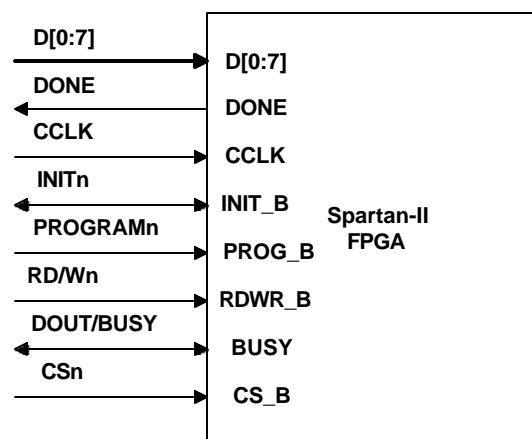 D[0:7]
D[0:7]
DONE
DONE
CCLK
CCLK
INITn
INIT_B
Spartan-II
FPGA
PROGRAMn
PROG_B
RD/Wn
RDWR_B
DOUT/BUSY
BUSY
CSn
CS_B